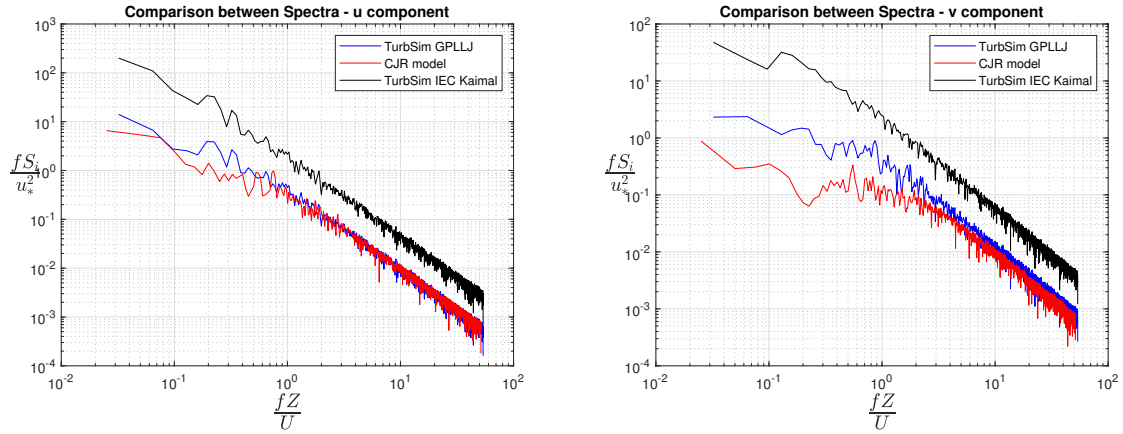 Comparison between Spectra - u component
TurbSim GPLLJ
CJR model
TurbSim IEC Kaimal
10^3
10^2
10^1
10^0
10^-1
10^-2
10^-3
10^-4
fS_i
u_*^2
10^-2
10^-1
10^0
10^1
10^2
fZ
U
Comparison between Spectra - v component
TurbSim GPLLJ
CJR model
TurbSim IEC Kaimal
10^2
10^1
10^0
10^-1
10^-2
10^-3
10^-4
fS_i
u_*^2
10^-2
10^-1
10^0
10^1
10^2
fZ
U